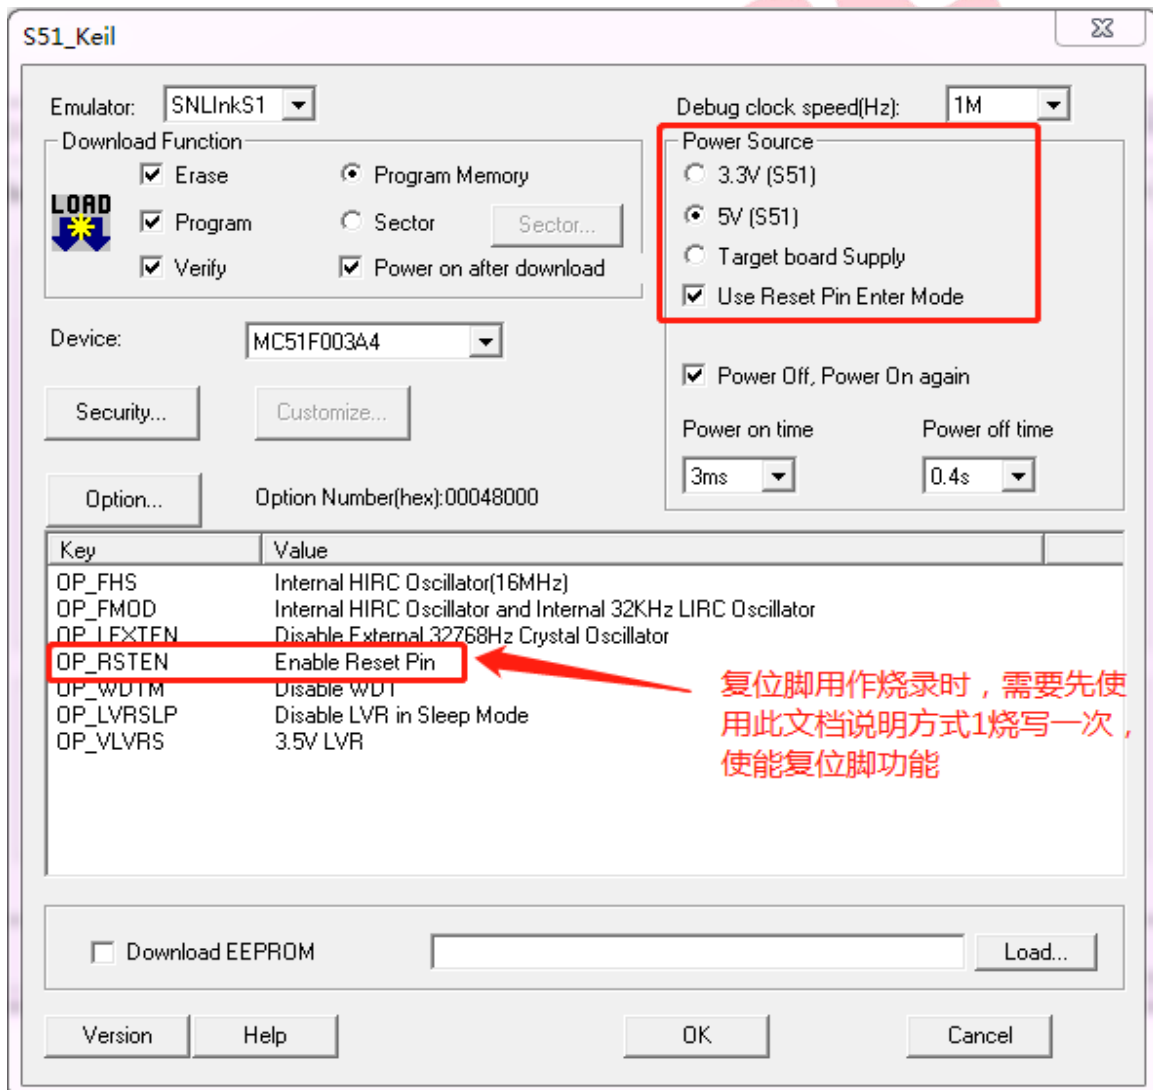 S51_Keil
Emulator: SNLInkS1 Debug clock speed(Hz): 1M
Download Function Power Source
Erase Program Memory 3.3V (S51)
LOAD
Program Sector Sector... 5V (S51)
Verify Power on after download Target board Supply
Use Reset Pin Enter Mode
Device: MC51F003A4
Power Off, Power On again
Security... Customize...
Power on time Power off time
3ms 0.4s
Option... Option Number(hex):00048000
Key Value
OP_FHS Internal HIRC Oscillator(16MHz)
OP_FMOD Internal HIRC Oscillator and Internal 32KHz LIRC Oscillator
OP_LEXTEN Disable External 32768Hz Crystal Oscillator
OP_RSTEN Enable Reset Pin
OP_WDTM Disable WDT
OP_LVRSLP Disable LVR in Sleep Mode
OP_VLVRS 3.5V LVR
复位脚用作烧录时，需要先使
用此文档说明方式1烧写一次，
使能复位脚功能
Download EEPROM Load...
Version Help OK Cancel